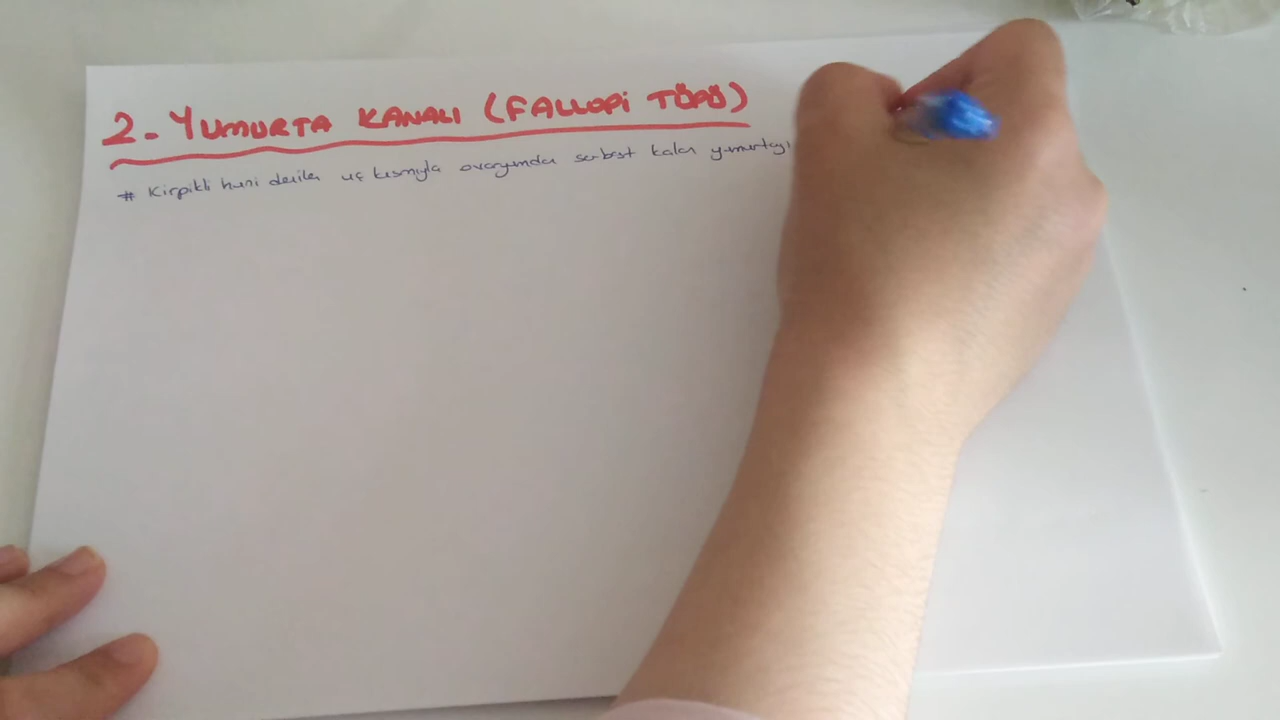 2- YUMURTA KANALI (FALLOPi TÜPÜ)
# Kirpikli huni denilen uç kısmıyla ovaryumdan serbest kalan yumurtayı